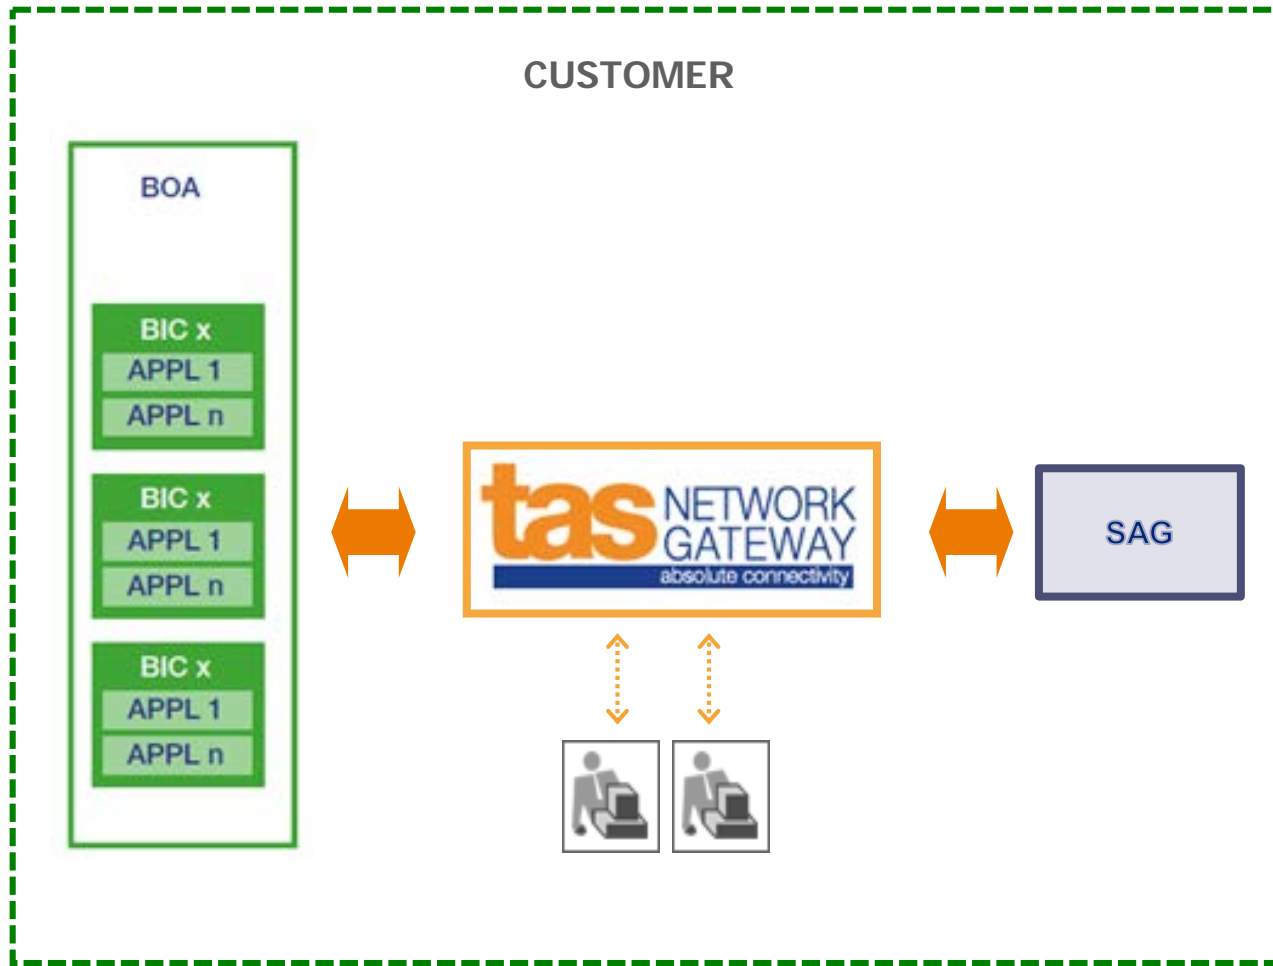 CUSTOMER
BOA
BIC x
APPL 1
APPL n
BIC x
APPL 1
APPL n
BIC x
APPL 1
APPL n
tas NETWORK
GATEWAY
absolute connectivity
SAG